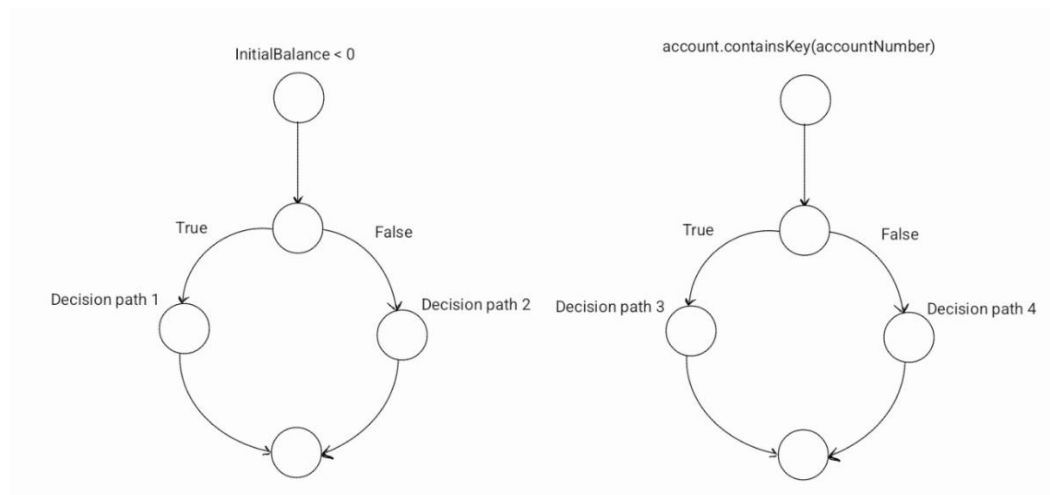 InitialBalance < 0
True
False
Decision path 1
Decision path 2
account.containsKey(accountNumber)
True
False
Decision path 3
Decision path 4